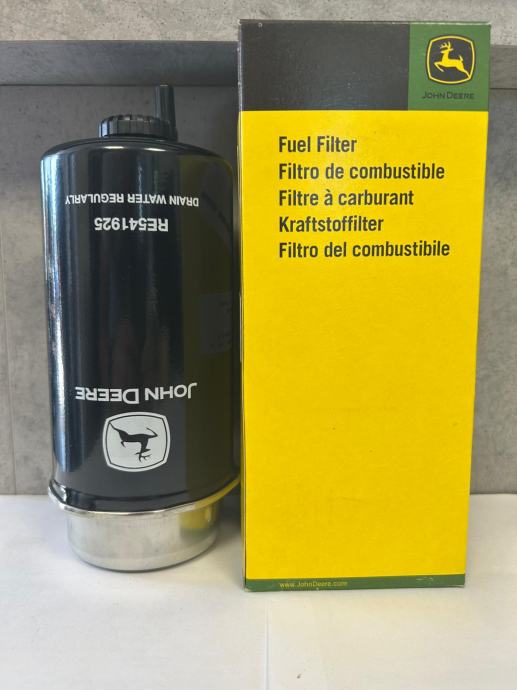 JOHN DEERE
Fuel Filter
Filtro de combustible
Filtre à carburant
Kraftstoffilter
Filtro del combustibile
www.JohnDeere.com
JOHN DEERE
RE541925
DRAIN WATER REGULARLY